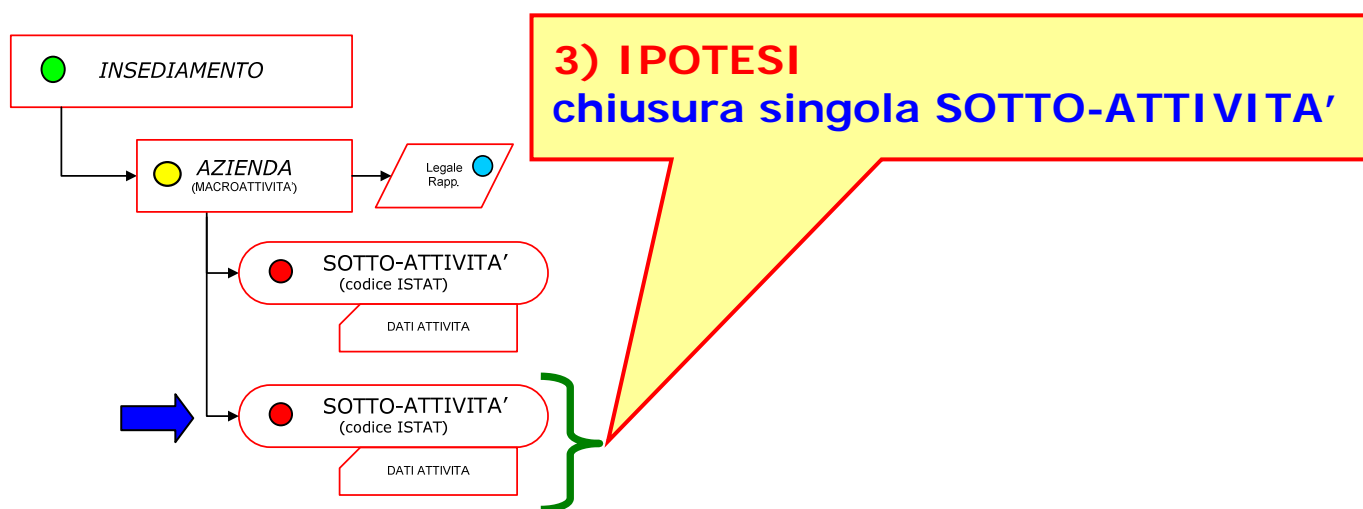 3) IPOTESI
chiusura singola SOTTO-ATTIVITA’
INSEDIAMENTO
AZIENDA
(MACROATTIVITA’)
Legale
Rapp.
SOTTO-ATTIVITA’
(codice ISTAT)
DATI ATTIVITA
SOTTO-ATTIVITA’
(codice ISTAT)
DATI ATTIVITA